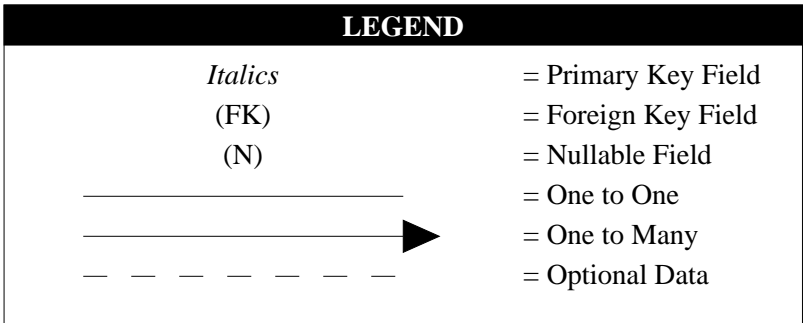 LEGEND
Italics = Primary Key Field
(FK) = Foreign Key Field
(N) = Nullable Field
= One to One
= One to Many
= Optional Data